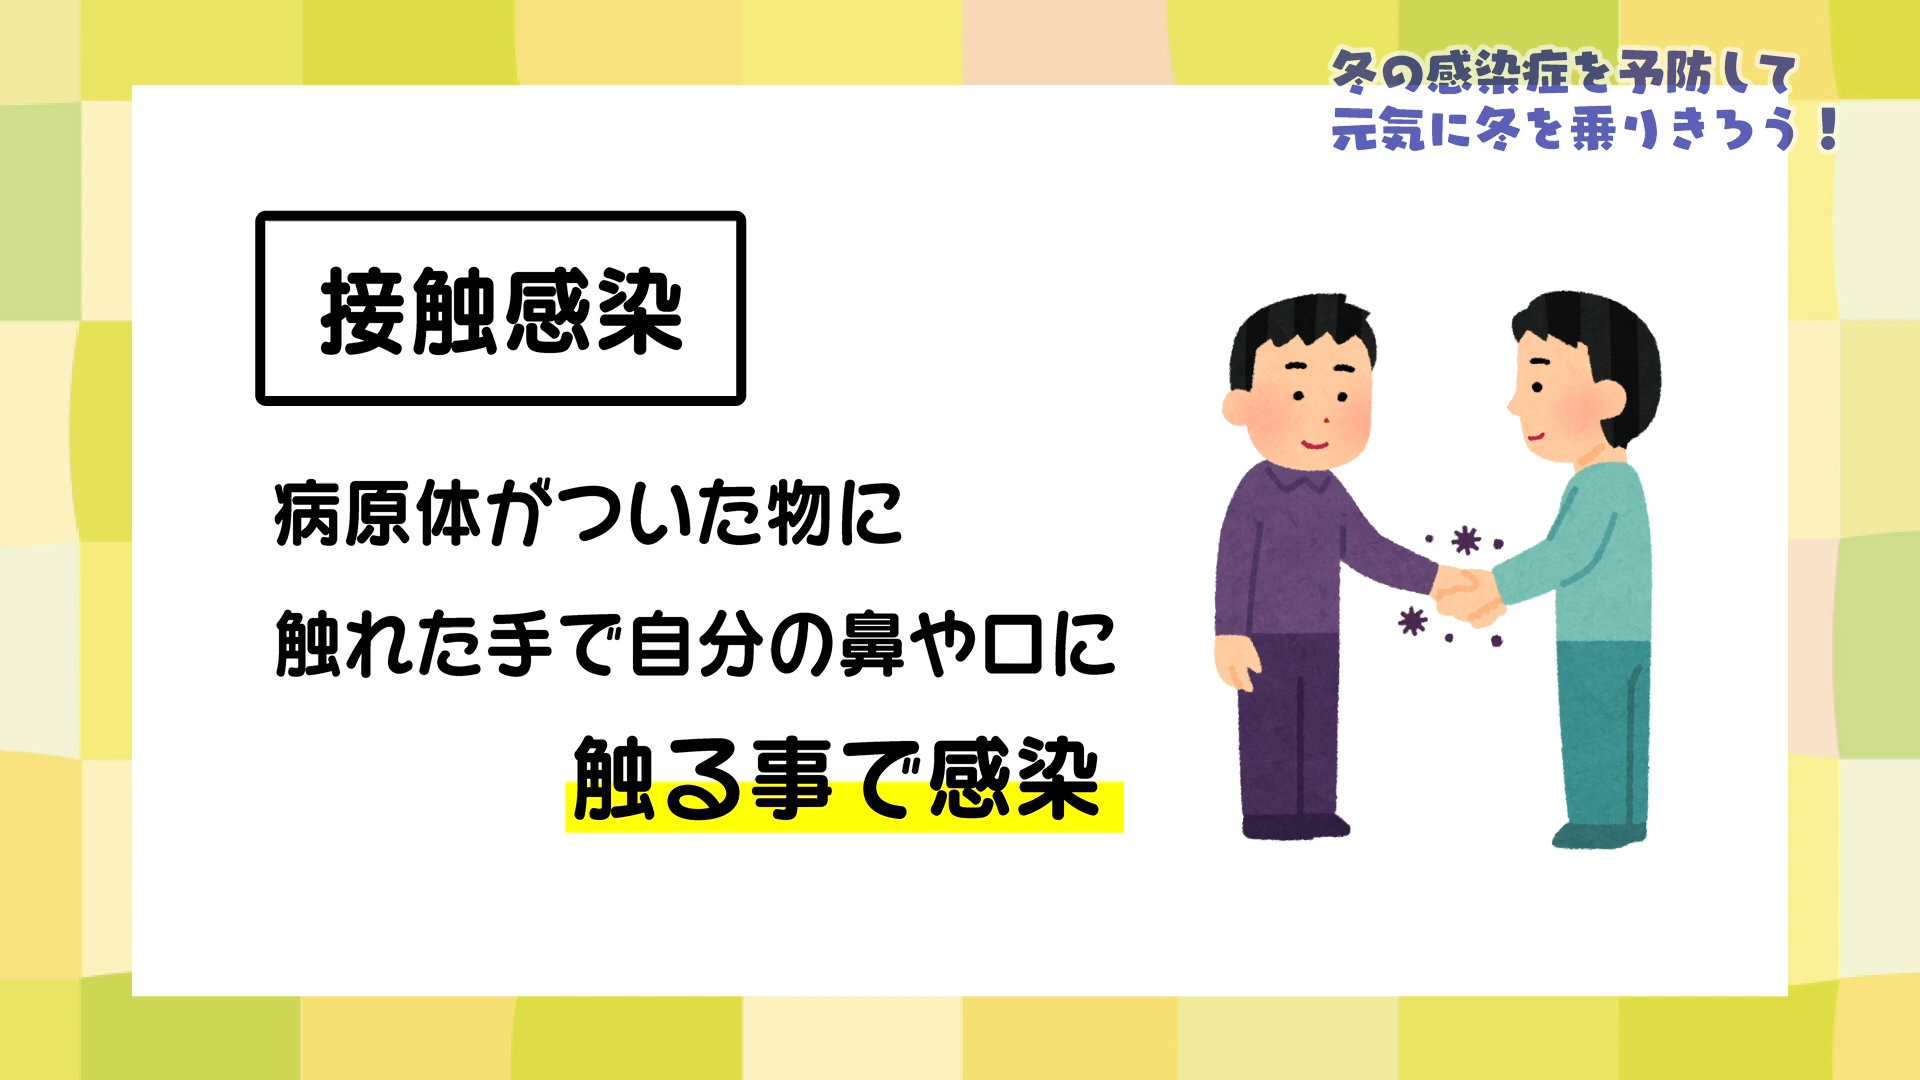 冬の感染症を予防して
元気に冬を乗りきろう！
接触感染
病原体がついた物に
触れた手で自分の鼻や口に
触る事で感染